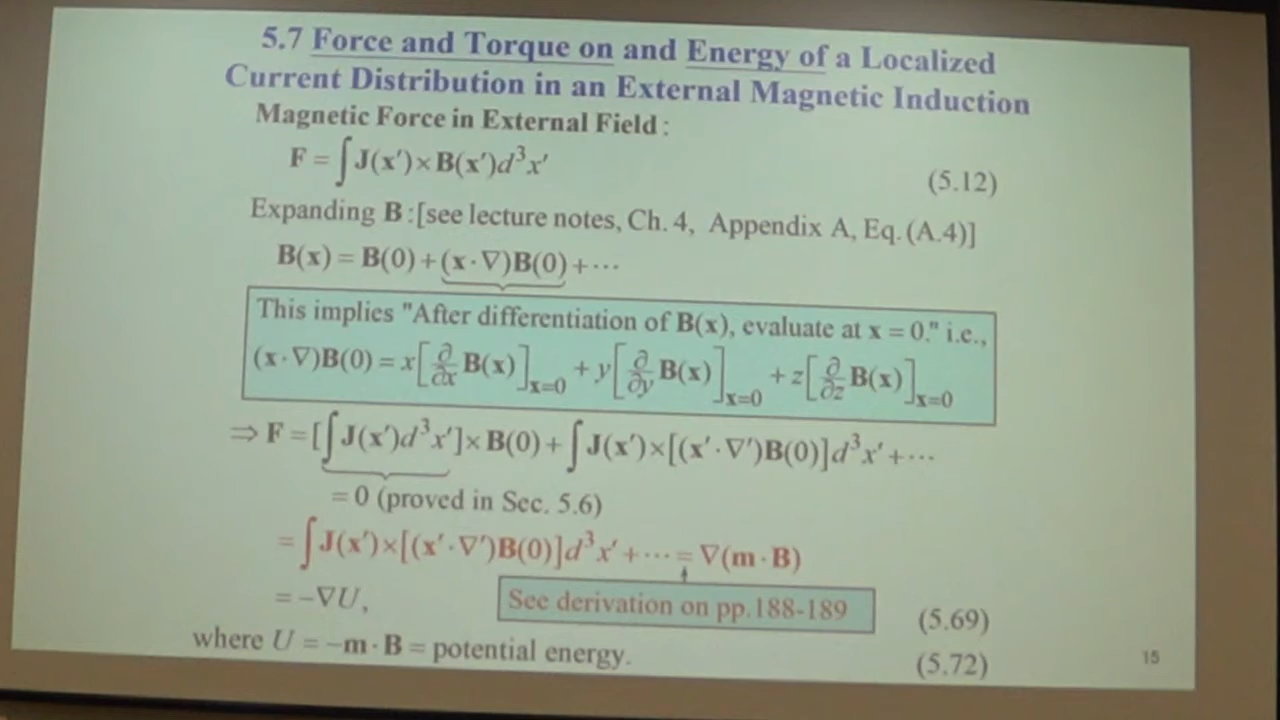 5.7 Force and Torque on and Energy of a Localized
Current Distribution in an External Magnetic Induction
Magnetic Force in External Field :
F = ∫ J(x′) × B(x′)d³x′ (5.12)
Expanding B :[see lecture notes, Ch. 4, Appendix A, Eq. (A.4)]
B(x) = B(0) + (x · ∇)B(0) + ···
This implies "After differentiation of B(x), evaluate at x = 0." i.e.,
(x · ∇)B(0) = x[∂/∂x B(x)]x=0 + y[∂/∂y B(x)]x=0 + z[∂/∂z B(x)]x=0
⇒ F = [∫ J(x′)d³x′] × B(0) + ∫ J(x′) × [(x′ · ∇′)B(0)]d³x′ + ···
= 0 (proved in Sec. 5.6)
= ∫ J(x′) × [(x′ · ∇′)B(0)]d³x′ + ··· = ∇(m · B)
= −∇U, See derivation on pp.188-189 (5.69)
where U = −m · B = potential energy. (5.72)
15